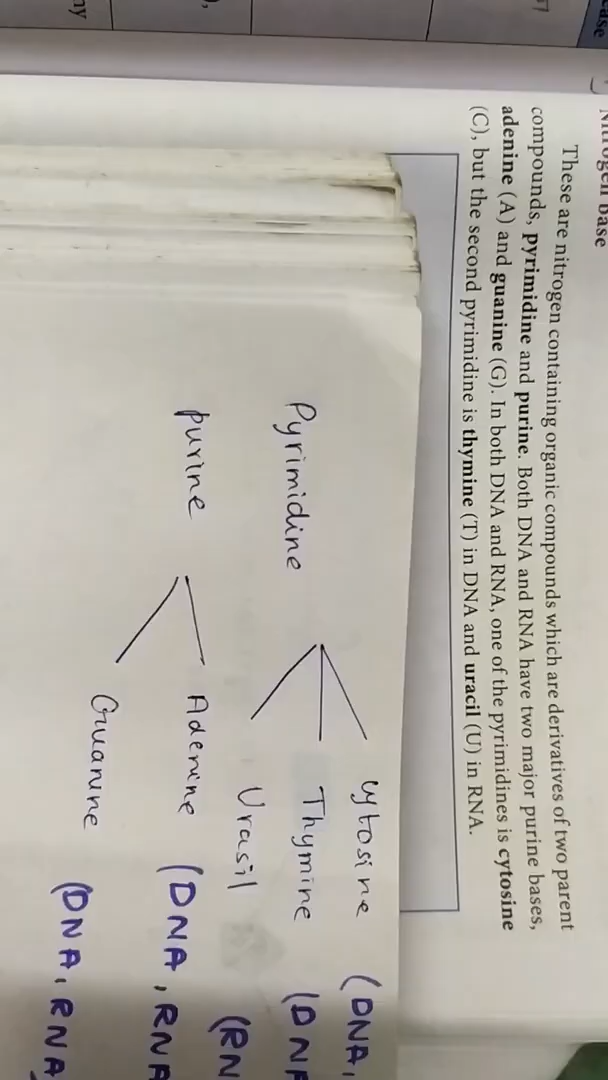 Nitrogen base
These are nitrogen containing organic compounds which are derivatives of two parent
compounds, pyrimidine and purine. Both DNA and RNA have two major purine bases,
adenine (A) and guanine (G). In both DNA and RNA, one of the pyrimidines is cytosine
(C), but the second pyrimidine is thymine (T) in DNA and uracil (U) in RNA.
Cytosine (DNA,
Pyrimidine Thymine (DNA
Urasil (RN
Purine Adenine (DNA, RNA
Guanine (DNA, RNA